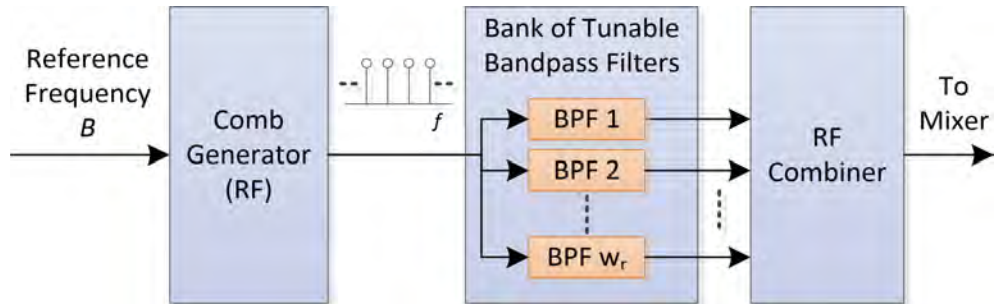 Reference
Frequency
B
Comb
Generator
(RF)
f
Bank of Tunable
Bandpass Filters
BPF 1
BPF 2
BPF wᵣ
RF
Combiner
To
Mixer